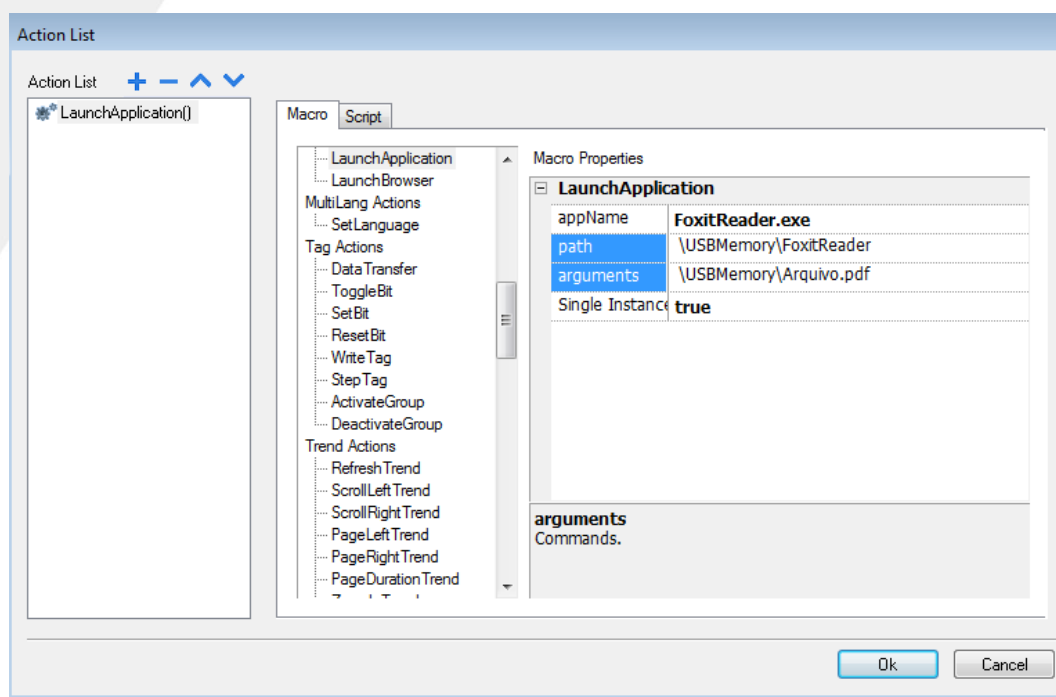 Action List
Action List
LaunchApplication()
Macro
Script
LaunchApplication
LaunchBrowser
MultiLang Actions
SetLanguage
Tag Actions
DataTransfer
ToggleBit
SetBit
ResetBit
WriteTag
StepTag
ActivateGroup
DeactivateGroup
Trend Actions
RefreshTrend
ScrollLeftTrend
ScrollRightTrend
PageLeftTrend
PageRightTrend
PageDurationTrend
Macro Properties
LaunchApplication
appName FoxitReader.exe
path \USBMemory\FoxitReader
arguments \USBMemory\Arquivo.pdf
Single Instance true
arguments
Commands.
Ok
Cancel